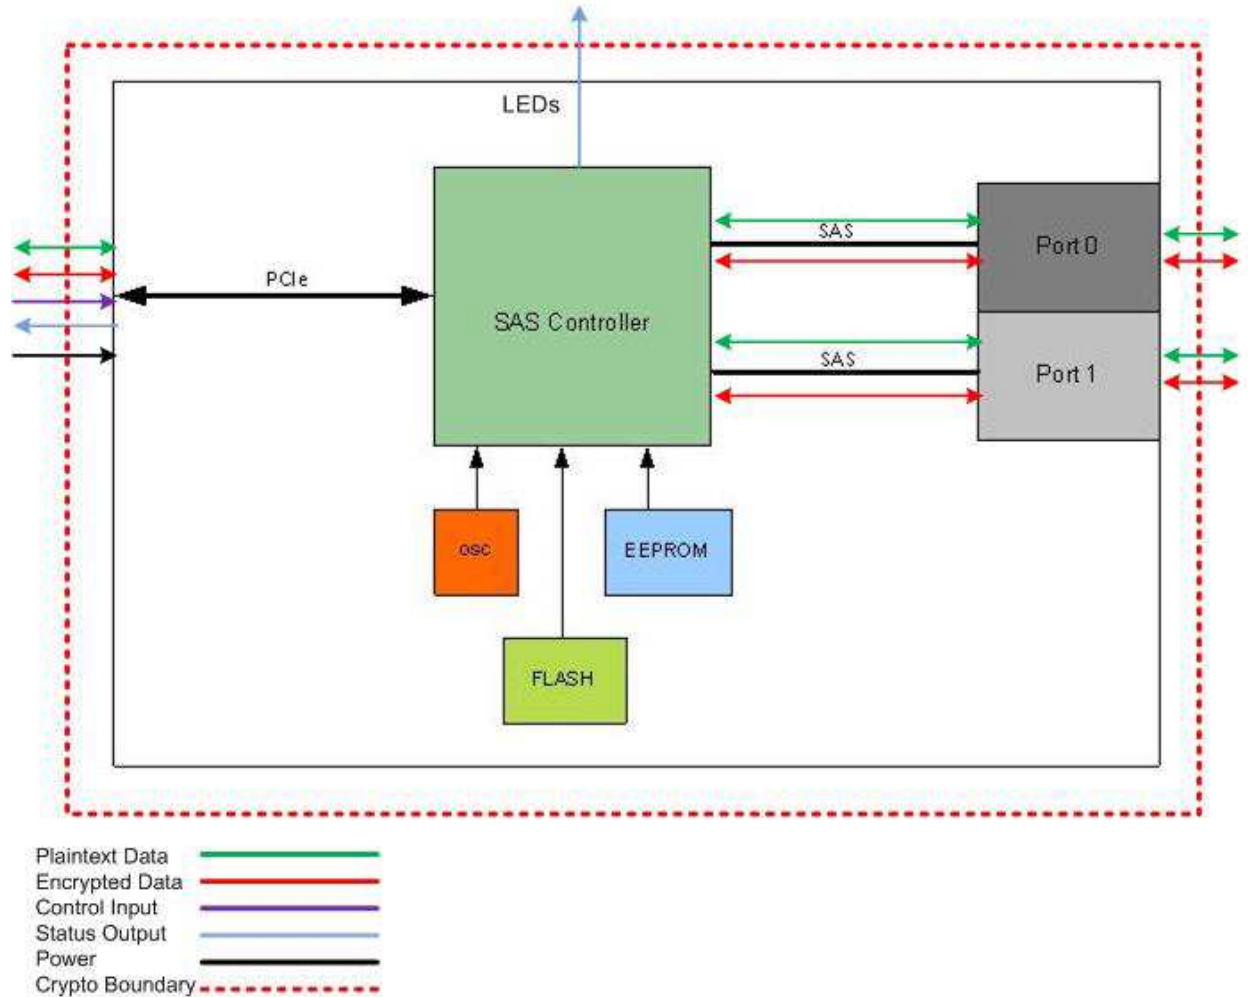 LEDs
SAS
Port 0
PCIe
SAS Controller
SAS
Port 1
osc
EEPROM
FLASH
Plaintext Data
Encrypted Data
Control Input
Status Output
Power
Crypto Boundary